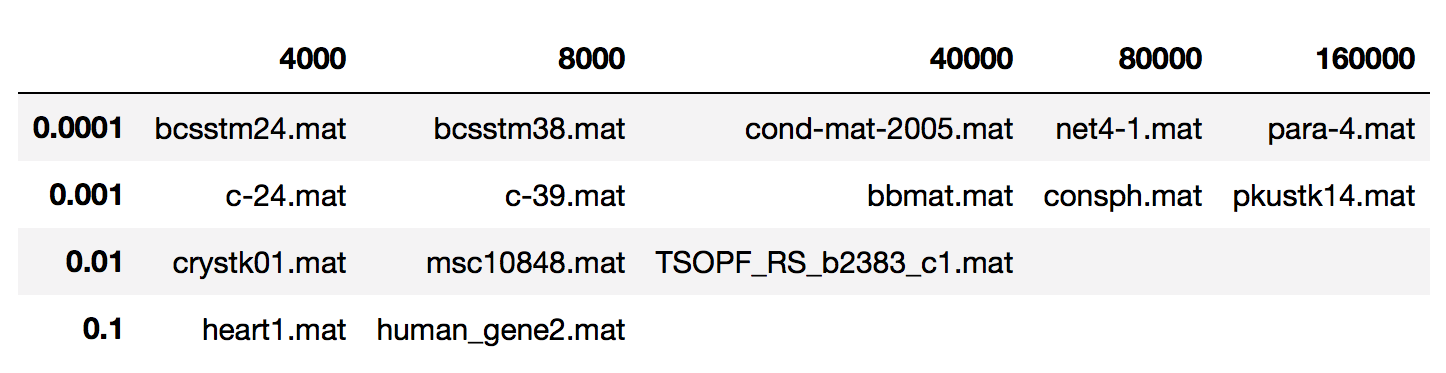 4000 8000 40000 80000 160000
0.0001 bcsstm24.mat bcsstm38.mat cond-mat-2005.mat net4-1.mat para-4.mat
0.001 c-24.mat c-39.mat bbmat.mat consph.mat pkustk14.mat
0.01 crystk01.mat msc10848.mat TSOPF_RS_b2383_c1.mat
0.1 heart1.mat human_gene2.mat